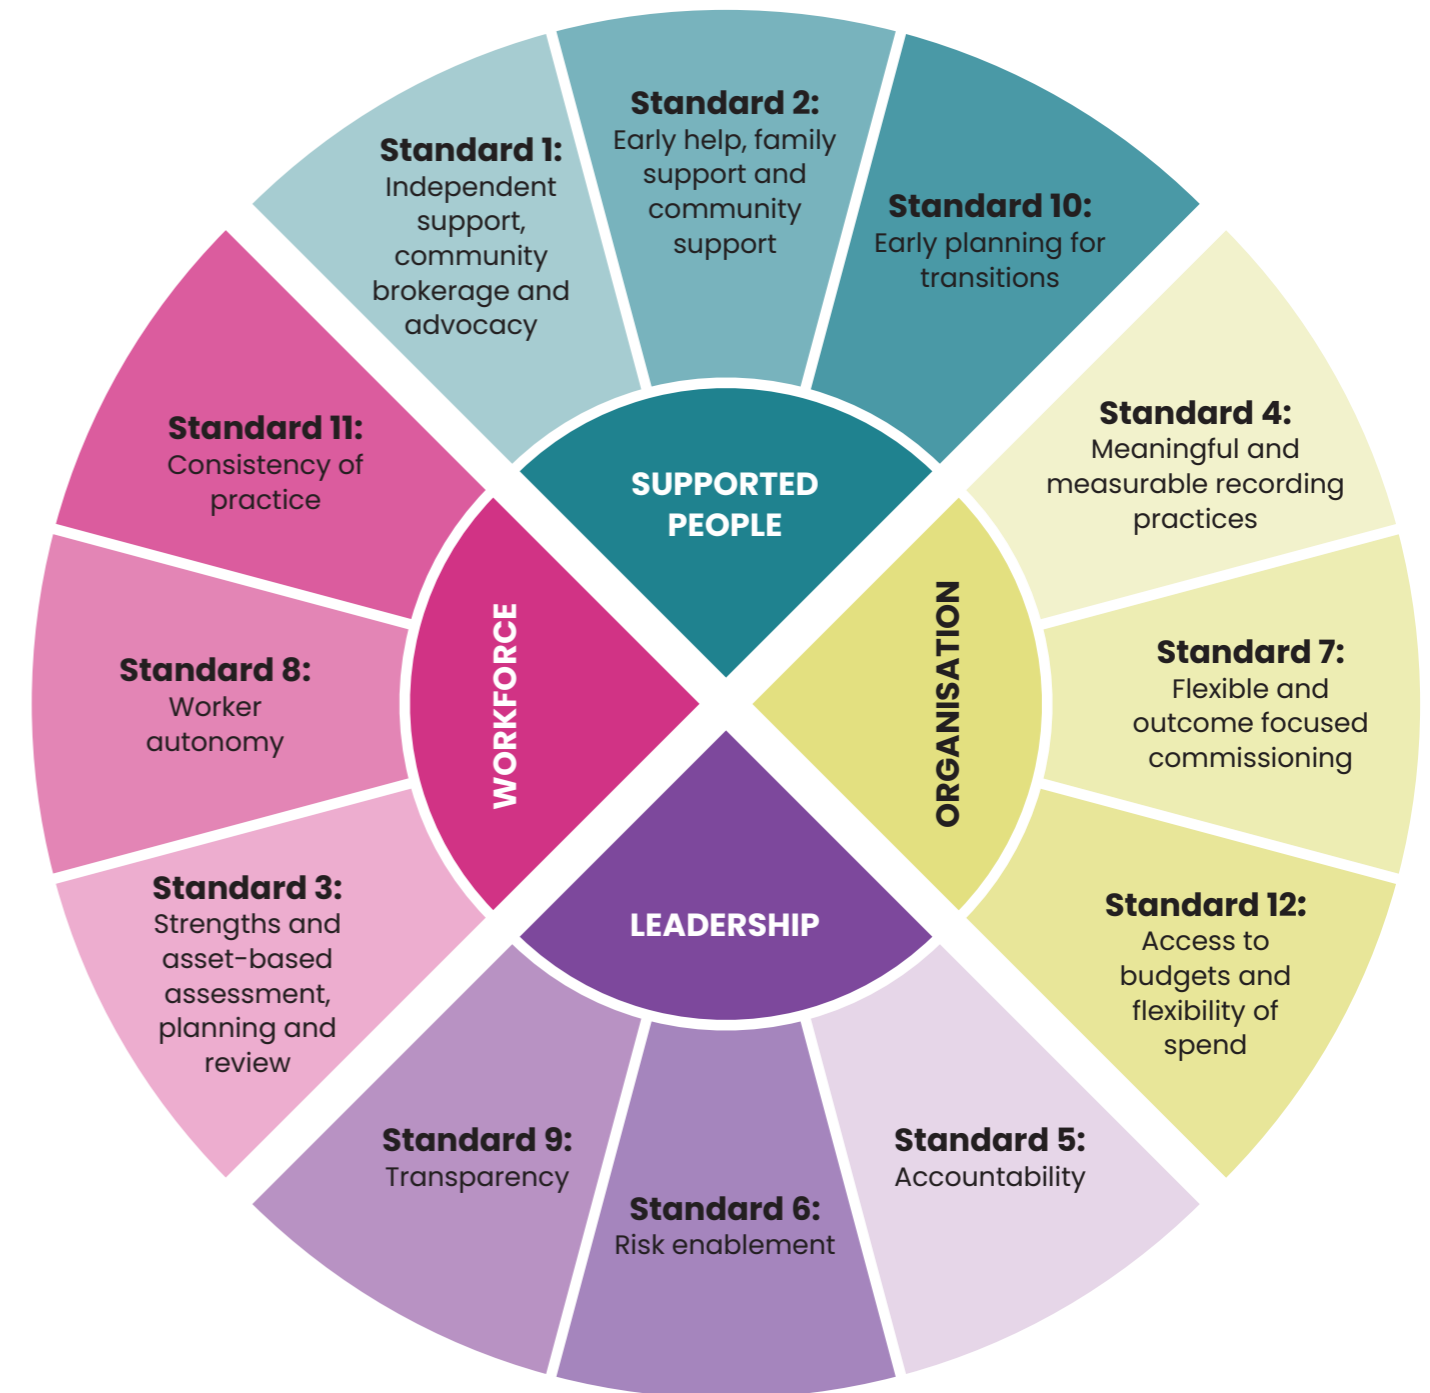 Standard 1:
Independent
support,
community
brokerage and
advocacy
Standard 2:
Early help, family
support and
community
support
Standard 10:
Early planning for
transitions
SUPPORTED
PEOPLE
Standard 4:
Meaningful and
measurable recording
practices
Standard 7:
Flexible and
outcome focused
commissioning
Standard 12:
Access to
budgets and
flexibility of
spend
ORGANISATION
Standard 5:
Accountability
Standard 6:
Risk enablement
Standard 9:
Transparency
LEADERSHIP
Standard 3:
Strengths and
asset-based
assessment,
planning and
review
Standard 8:
Worker
autonomy
Standard 11:
Consistency of
practice
WORKFORCE